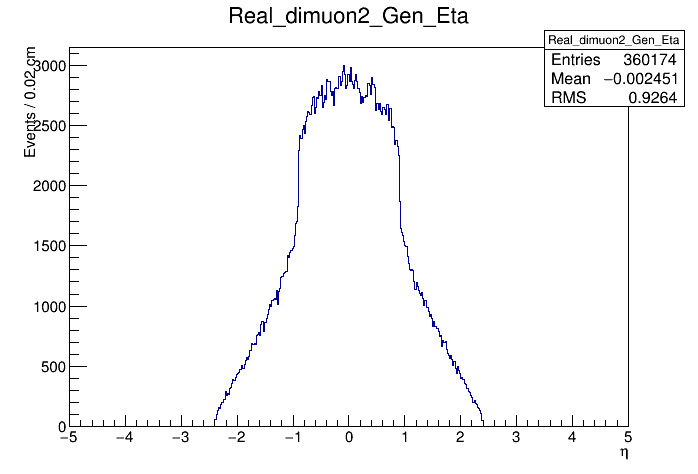 Real_dimuon2_Gen_Eta
Real_dimuon2_Gen_Eta
Entries 360174
Mean −0.002451
RMS 0.9264
Events / 0.02 cm
3000
2500
2000
1500
1000
500
0
−5 −4 −3 −2 −1 0 1 2 3 4 5
η